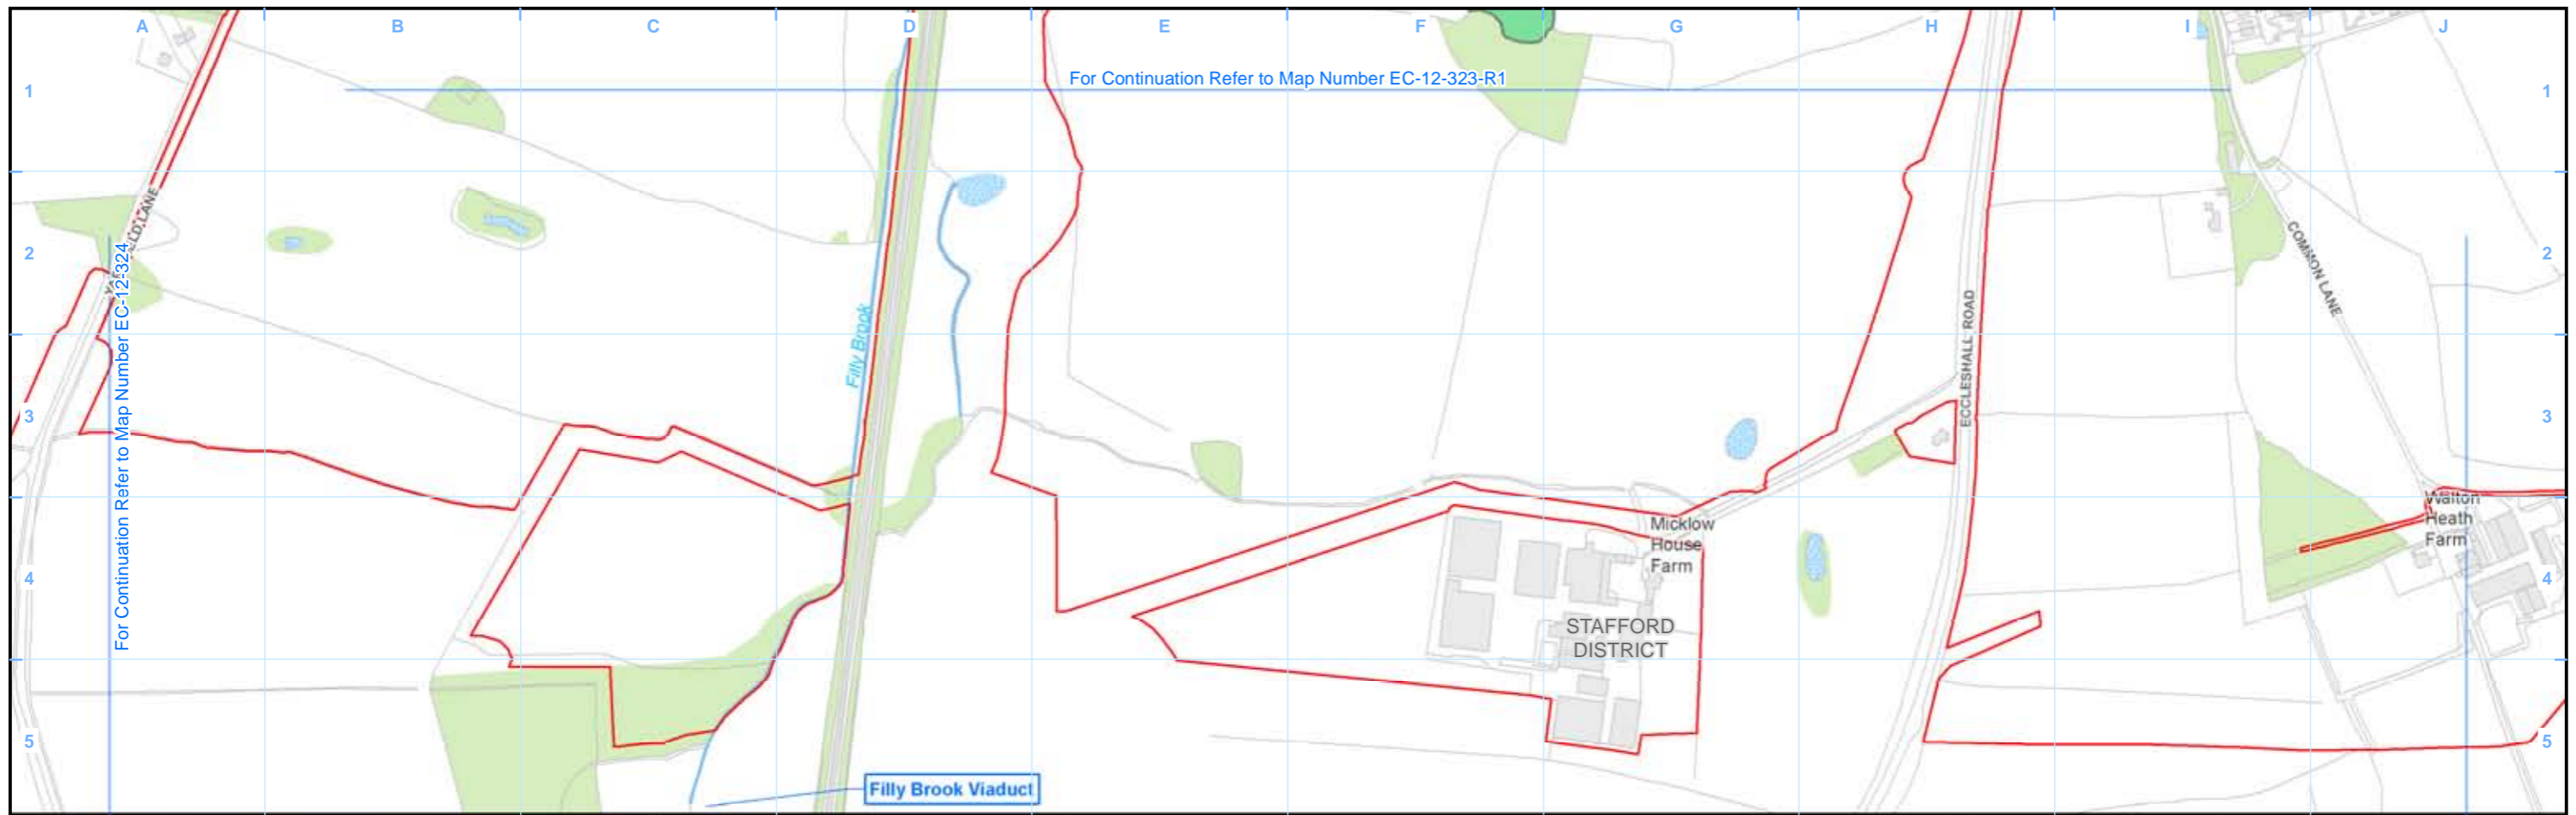 A B C D E F G H I J
For Continuation Refer to Map Number EC-12-323-R1
1 1
2 2
For Continuation Refer to Map Number EC-12-324
COMMON LANE
Filly Brook
ECCLESHALL ROAD
3 3
Micklow
House
Farm
Walton
Heath
Farm
4 4
STAFFORD
DISTRICT
5 5
Filly Brook Viaduct